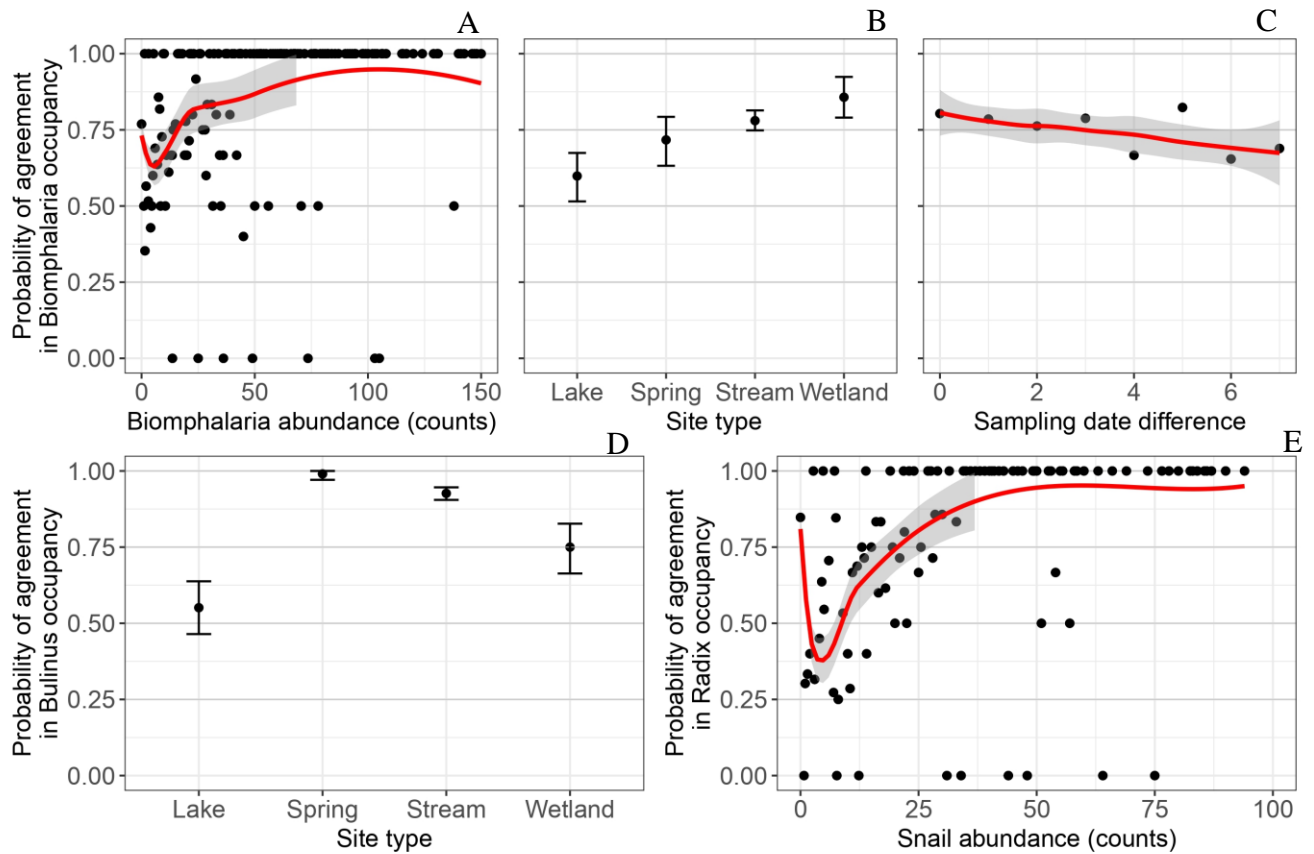 A
1.00
0.75
0.50
0.25
0.00
Probability of agreement
in Biomphalaria occupancy
0 50 100 150
Biomphalaria abundance (counts)
B
Lake Spring Stream Wetland
Site type
C
0 2 4 6
Sampling date difference
D
1.00
0.75
0.50
0.25
0.00
Probability of agreement
in Bulinus occupancy
Lake Spring Stream Wetland
Site type
E
1.00
0.75
0.50
0.25
0.00
Probability of agreement
in Radix occupancy
0 25 50 75 100
Snail abundance (counts)